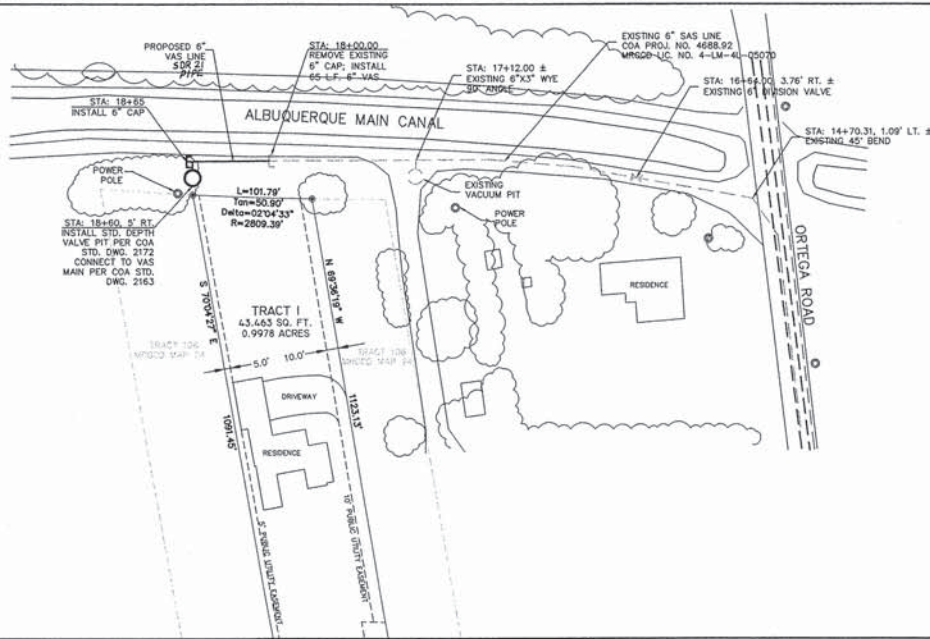 PROPOSED 6"
VAS LINE
SDR 21
PIPE
STA: 18+00.00
REMOVE EXISTING
6" CAP; INSTALL
65 L.F. 6" VAS
EXISTING 6" SAS LINE
COA PROJ. NO. 4688.92
MRGCD LIC. NO. 4-LM-4L-05070
STA: 17+12.00 ±
EXISTING 6"X3" WYE
90° ANGLE
STA: 16+64.00, 3.76' RT. ±
EXISTING 6" DIVISION VALVE
STA: 18+65
INSTALL 6" CAP
ALBUQUERQUE MAIN CANAL
STA: 14+70.31, 1.09' LT. ±
EXISTING 45° BEND
POWER
POLE
L=101.79'
Tan=50.90'
Delta=02°04'33"
R=2809.39'
EXISTING
VACUUM PIT
POWER
POLE
STA: 18+60, 5' RT.
INSTALL STD. DEPTH
VALVE PIT PER COA
STD. DWG. 2172
CONNECT TO VAS
MAIN PER COA STD.
DWG. 2163
ORTEGA ROAD
RESIDENCE
S 70°04'27" E
N 69°36'19" W
TRACT I
43,463 SQ. FT.
0.9978 ACRES
TRACT 106
MRGCD MAP 24
TRACT 108
MRGCD MAP 24
5.0'
10.0'
DRIVEWAY
1091.45'
1123.13'
RESIDENCE
5' PUBLIC UTILITY EASEMENT
10' PUBLIC UTILITY EASEMENT